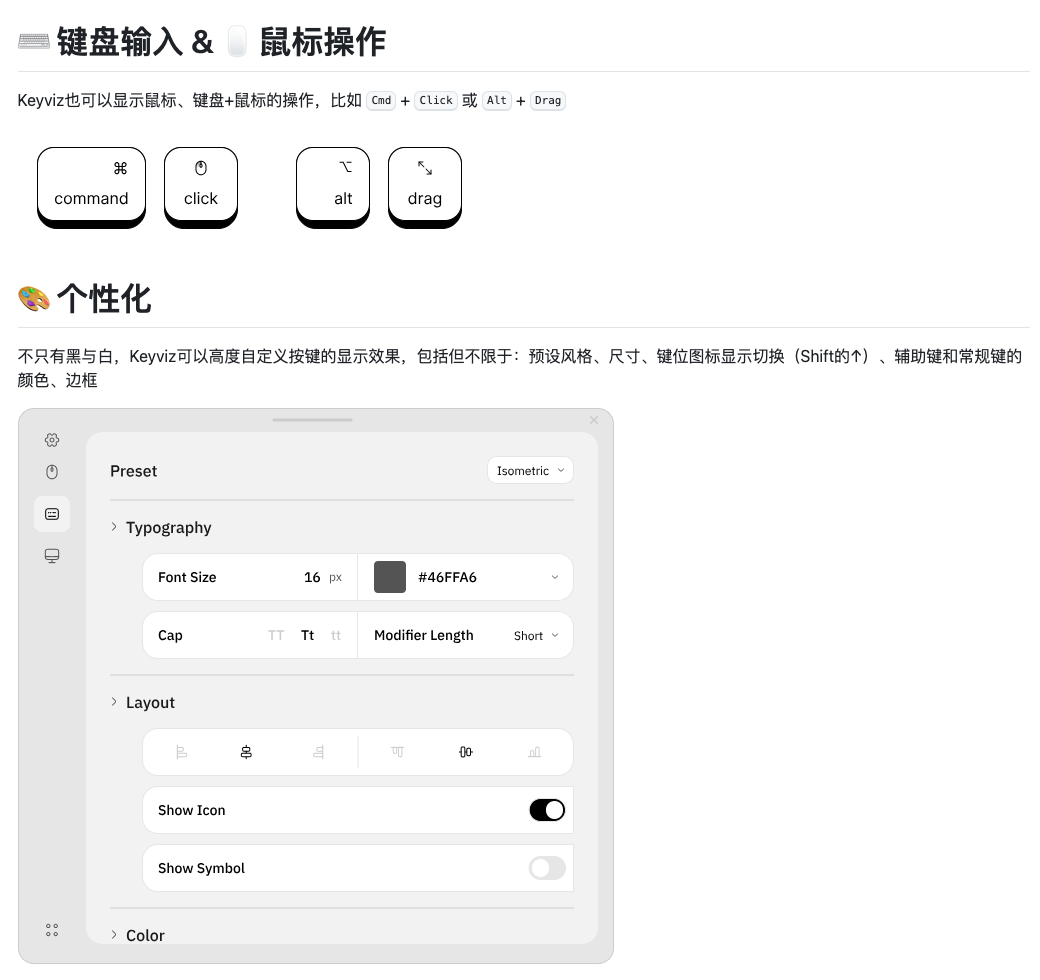 键盘输入 & 鼠标操作
Keyviz也可以显示鼠标、键盘+鼠标的操作，比如 Cmd + Click 或 Alt + Drag
⌘ ⌥
command click alt drag
个性化
不只有黑与白，Keyviz可以高度自定义按键的显示效果，包括但不限于：预设风格、尺寸、键位图标显示切换（Shift的↑）、辅助键和常规键的
颜色、边框
Preset Isometric
Typography
Font Size 16 px #46FFA6
Cap TT Tt tt Modifier Length Short
Layout
Show Icon
Show Symbol
Color